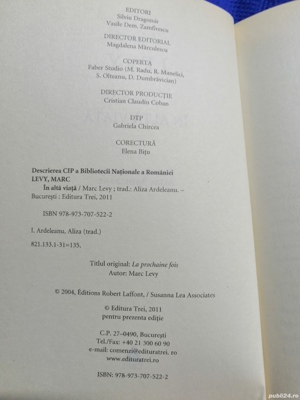 EDITORI
Silviu Dragomir
Vasile Dem. Zamfirescu
DIRECTOR EDITORIAL
Magdalena Mărculescu
COPERTA
Faber Studio (M. Badu, R. Manelici,
S. Olteanu, D. Dumbrăvician)
DIRECTOR PRODUCȚIE
Cristian Claudiu Coban
DTP
Gabriela Chircea
CORECTURĂ
Elena Bițu
Descrierea CIP a Bibliotecii Naționale a României
LEVY, MARC
În altă viață / Marc Levy ; trad.: Aliza Ardeleanu. –
București : Editura Trei, 2011
ISBN 978-973-707-522-2
I. Ardeleanu, Aliza (trad.)
821.133.1-31=135.
Titlul original: La prochaine fois
Autor: Marc Levy
© 2004, Éditions Robert Laffont, / Susanna Lea Associates
© Editura Trei, 2011
pentru prezenta ediție
C.P. 27-0490, București
Tel./Fax: +40 21 300 60 90
e-mail: comenzi@edituratrei.ro
www.edituratrei.ro
ISBN: 978-973-707-522-2
publi24.ro